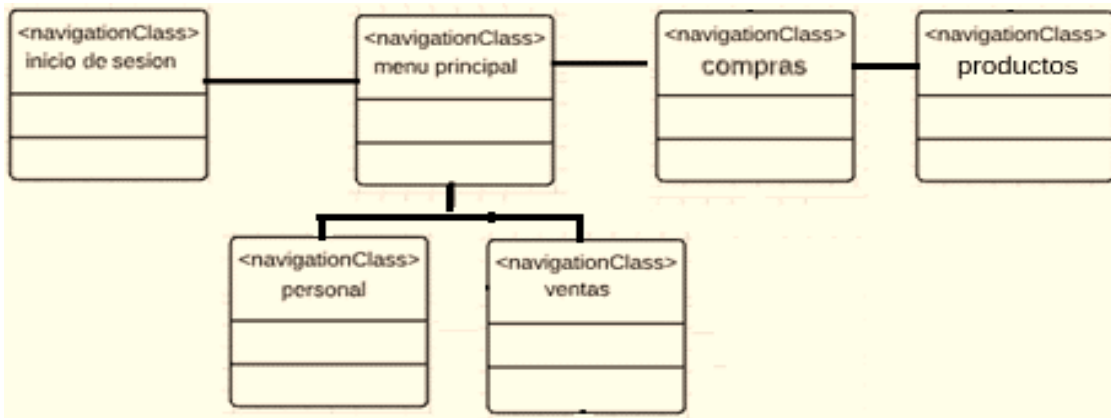 <navigationClass>
inicio de sesion
<navigationClass>
menu principal
<navigationClass>
compras
<navigationClass>
productos
<navigationClass>
personal
<navigationClass>
ventas